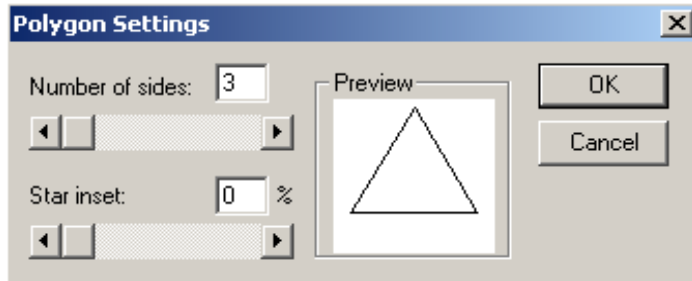 Polygon Settings
Number of sides: 3
Preview
OK
Cancel
Star inset: 0 %